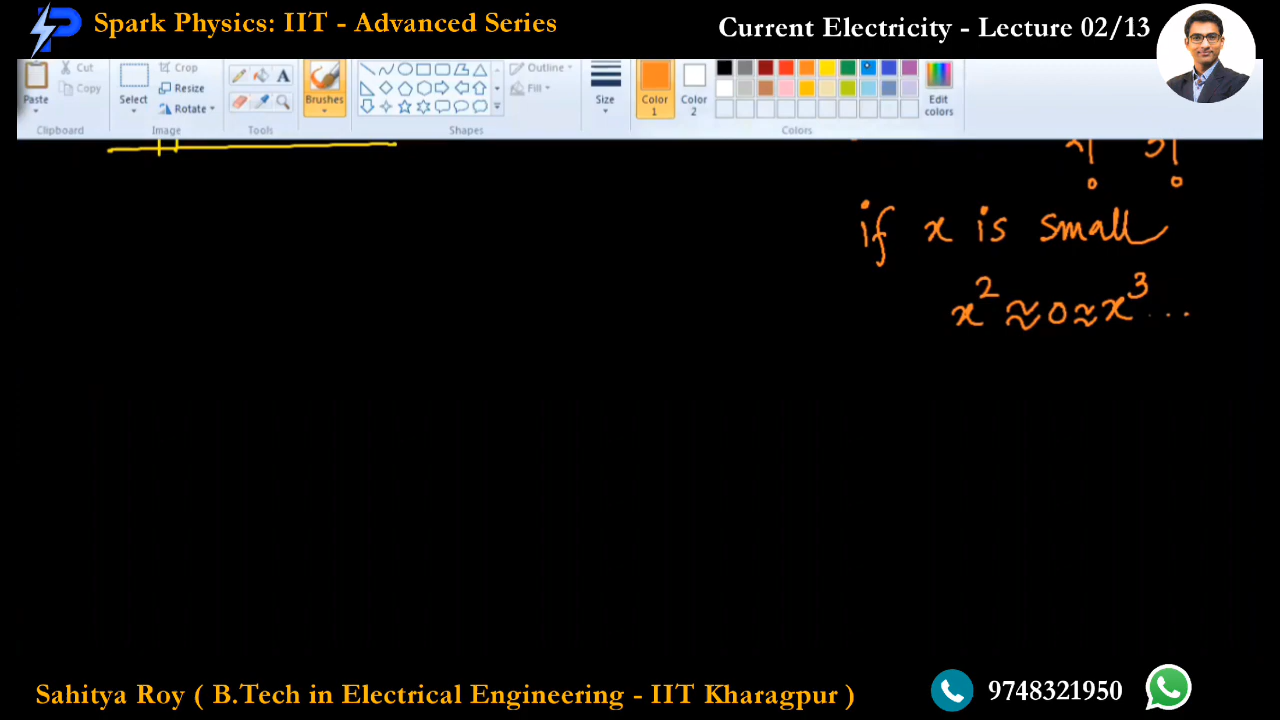 Spark Physics: IIT - Advanced Series
Current Electricity - Lecture 02/13
Paste
Cut
Copy
Clipboard
Select
Crop
Resize
Rotate
Image
A
Tools
Brushes
Shapes
Outline
Fill
Size
Color 1
Color 2
Edit colors
Colors
if x is small
x² ≈ 0 ≈ x³ ...
Sahitya Roy ( B.Tech in Electrical Engineering - IIT Kharagpur )
9748321950